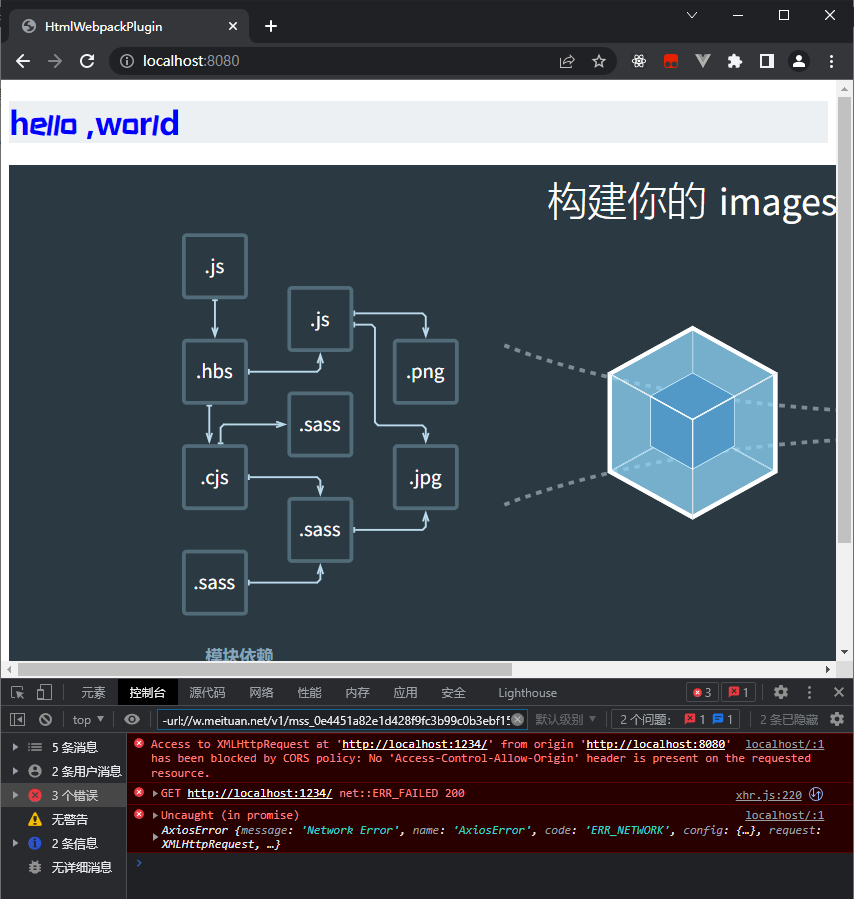 HtmlWebpackPlugin
localhost:8080
hello ,world
构建你的 images
.js
.js
.hbs
.png
.sass
.cjs
.jpg
.sass
.sass
模块依赖
元素 控制台 源代码 网络 性能 内存 应用 安全 Lighthouse 3 1
top -url://w.meituan.net/v1/mss_0e4451a82e1d428f9fc3b99c0b3ebf15 默认级别 2 个问题: 1 1 2 条已隐藏
5 条消息
2 条用户消息
3 个错误
无警告
2 条信息
无详细消息
Access to XMLHttpRequest at 'http://localhost:1234/' from origin 'http://localhost:8080' localhost/:1
has been blocked by CORS policy: No 'Access-Control-Allow-Origin' header is present on the requested
resource.
GET http://localhost:1234/ net::ERR_FAILED 200 xhr.js:220
Uncaught (in promise) localhost/:1
AxiosError {message: 'Network Error', name: 'AxiosError', code: 'ERR_NETWORK', config: {…}, request:
XMLHttpRequest, …}